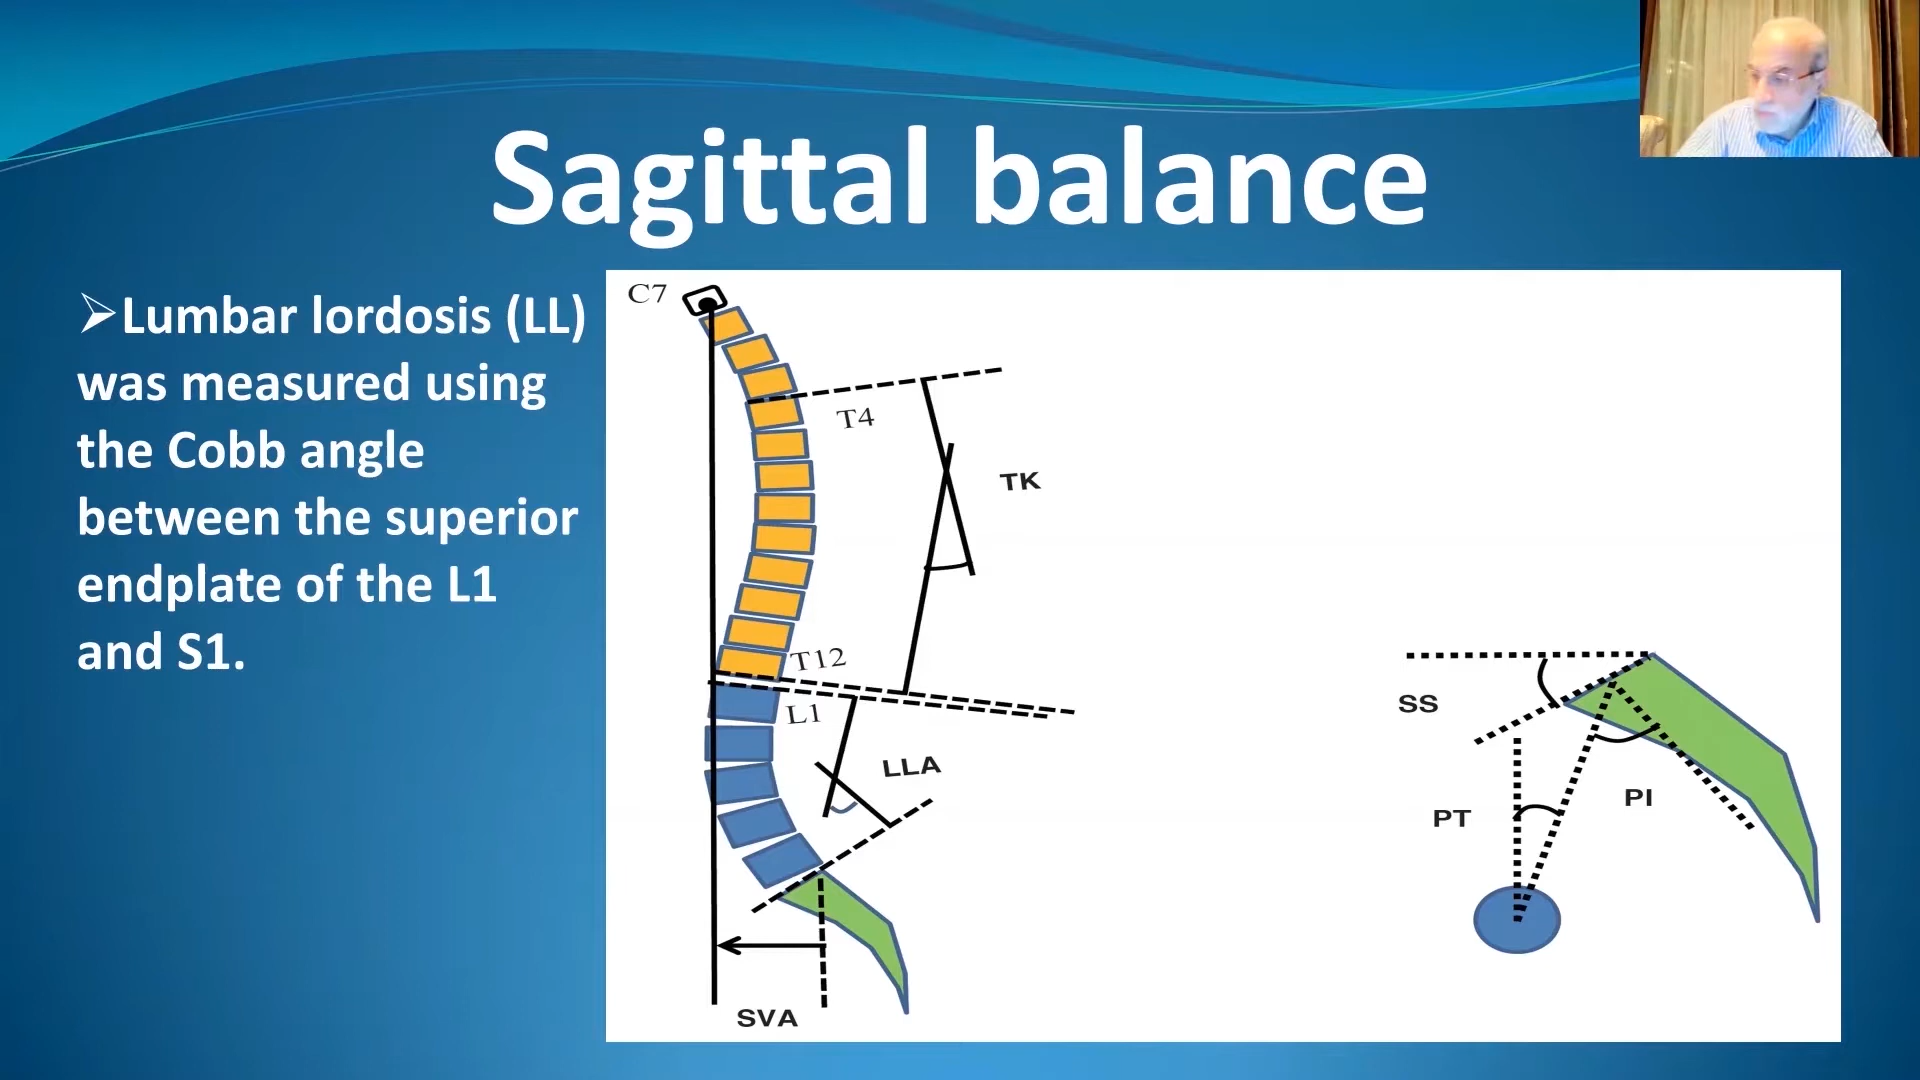 Sagittal balance
➢Lumbar lordosis (LL)
was measured using
the Cobb angle
between the superior
endplate of the L1
and S1.
C7
T4
TK
T12
L1
LLA
SVA
SS
PT
PI